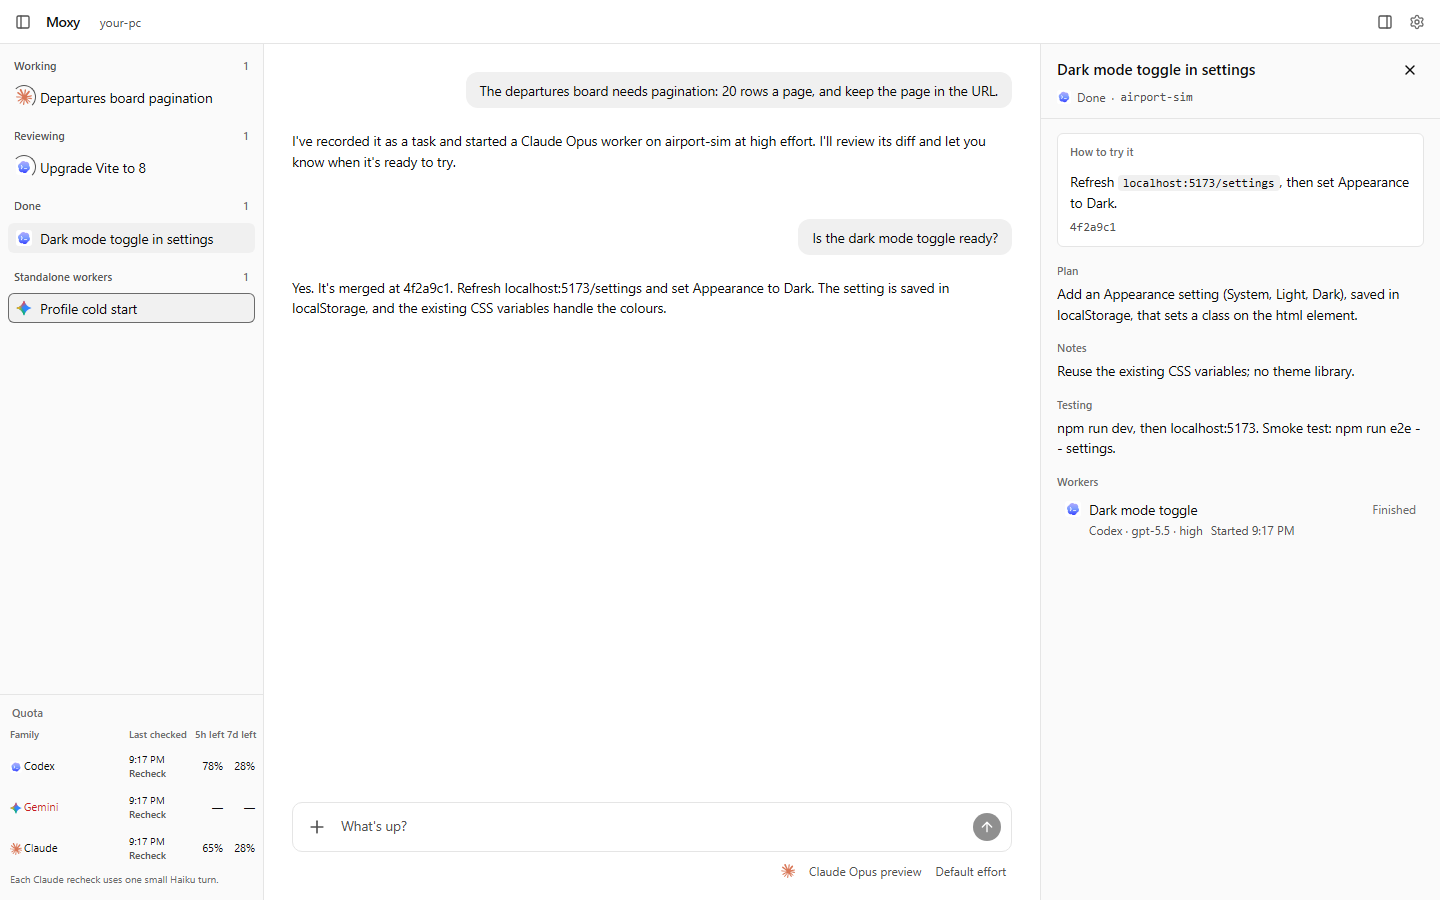 Moxy your-pc
Working 1
Departures board pagination
Reviewing 1
Upgrade Vite to 8
Done 1
Dark mode toggle in settings
Standalone workers 1
Profile cold start
Quota
Family Last checked 5h left 7d left
Codex 9:17 PM Recheck 78% 28%
Gemini 9:17 PM Recheck — —
Claude 9:17 PM Recheck 65% 28%
Each Claude recheck uses one small Haiku turn.
The departures board needs pagination: 20 rows a page, and keep the page in the URL.
I've recorded it as a task and started a Claude Opus worker on airport-sim at high effort. I'll review its diff and let you
know when it's ready to try.
Is the dark mode toggle ready?
Yes. It's merged at 4f2a9c1. Refresh localhost:5173/settings and set Appearance to Dark. The setting is saved in
localStorage, and the existing CSS variables handle the colours.
What's up?
Claude Opus preview Default effort
Dark mode toggle in settings
Done · airport-sim
How to try it
Refresh localhost:5173/settings, then set Appearance
to Dark.
4f2a9c1
Plan
Add an Appearance setting (System, Light, Dark), saved in
localStorage, that sets a class on the html element.
Notes
Reuse the existing CSS variables; no theme library.
Testing
npm run dev, then localhost:5173. Smoke test: npm run e2e -
- settings.
Workers
Dark mode toggle Finished
Codex · gpt-5.5 · high Started 9:17 PM